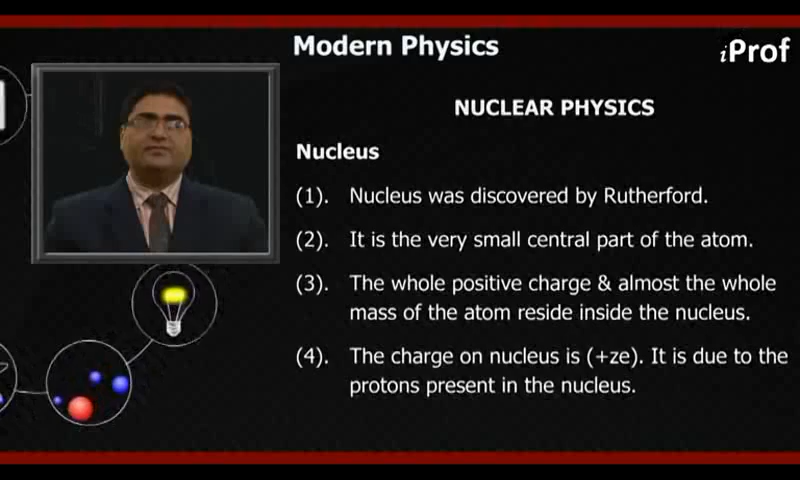 Modern Physics
iProf
NUCLEAR PHYSICS
Nucleus
(1). Nucleus was discovered by Rutherford.
(2). It is the very small central part of the atom.
(3). The whole positive charge & almost the whole
mass of the atom reside inside the nucleus.
(4). The charge on nucleus is (+ze). It is due to the
protons present in the nucleus.